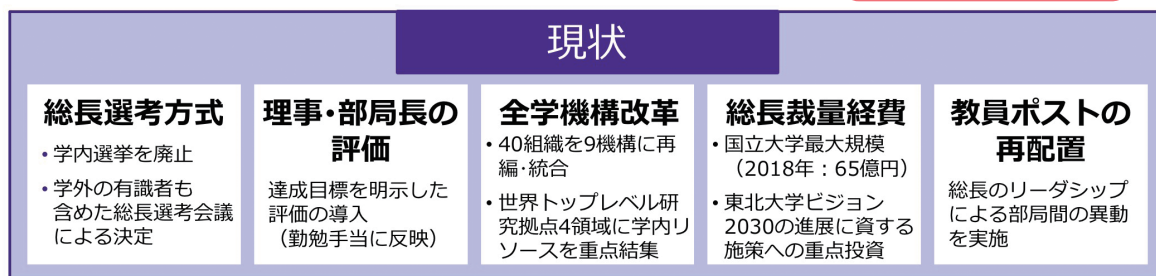 現状
総長選考方式
• 学内選挙を廃止
• 学外の有識者も
含めた総長選考会議
による決定
理事・部局長の
評価
達成目標を明示した
評価の導入
（勤勉手当に反映）
全学機構改革
• 40組織を9機構に再
編・統合
• 世界トップレベル研
究拠点4領域に学内リ
ソースを重点結集
総長裁量経費
• 国立大学最大規模
（2018年：65億円）
• 東北大学ビジョン
2030の進展に資する
施策への重点投資
教員ポストの
再配置
総長のリーダシップ
による部局間の異動
を実施